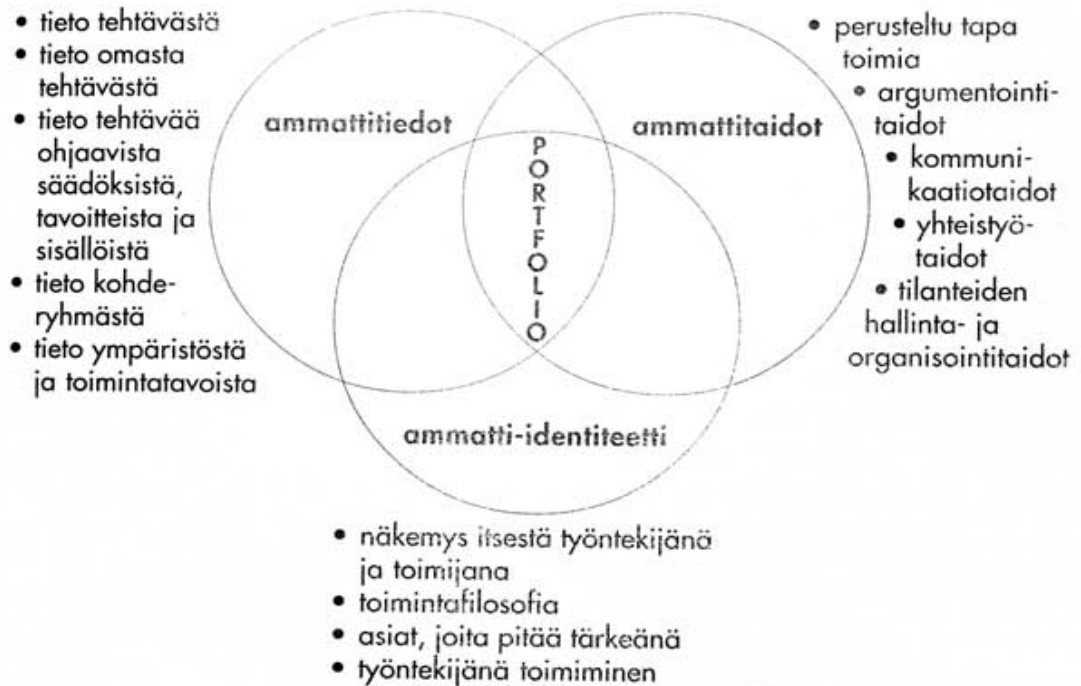 • tieto tehtävästä
• tieto omasta
tehtävästä
• tieto tehtävää
ohjaavista
säädöksistä,
tavoitteista ja
sisällöistä
• tieto kohde-
ryhmästä
• tieto ympäristöstä
ja toimintatavoista
ammattitiedot
PORTFOLIO
ammattitaidot
• perusteltu tapa
toimia
• argumentointi-
taidot
• kommuni-
kaatiotaidot
• yhteistyö-
taidot
• tilanteiden
hallinta- ja
organisointitaidot
ammatti-identiteetti
• näkemys itsestä työntekijänä
ja toimijana
• toimintafilosofia
• asiat, joita pitää tärkeänä
• työntekijänä toimiminen